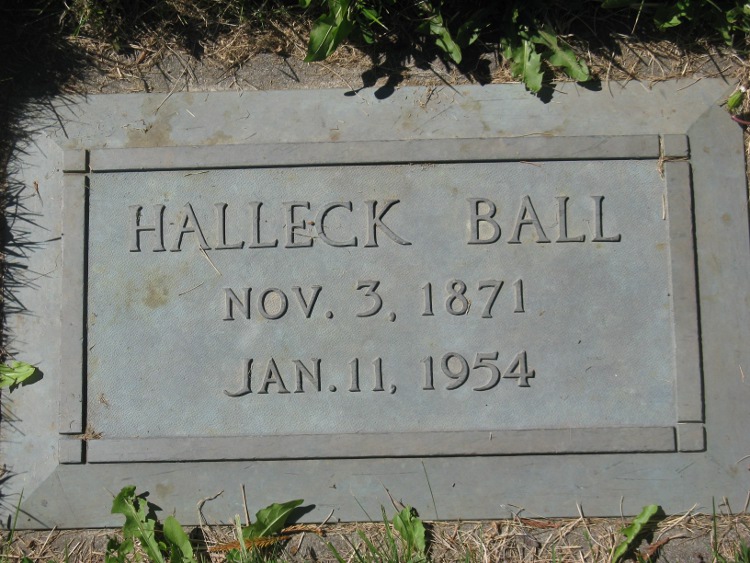 HALLECK BALL
NOV. 3, 1871
JAN. 11, 1954